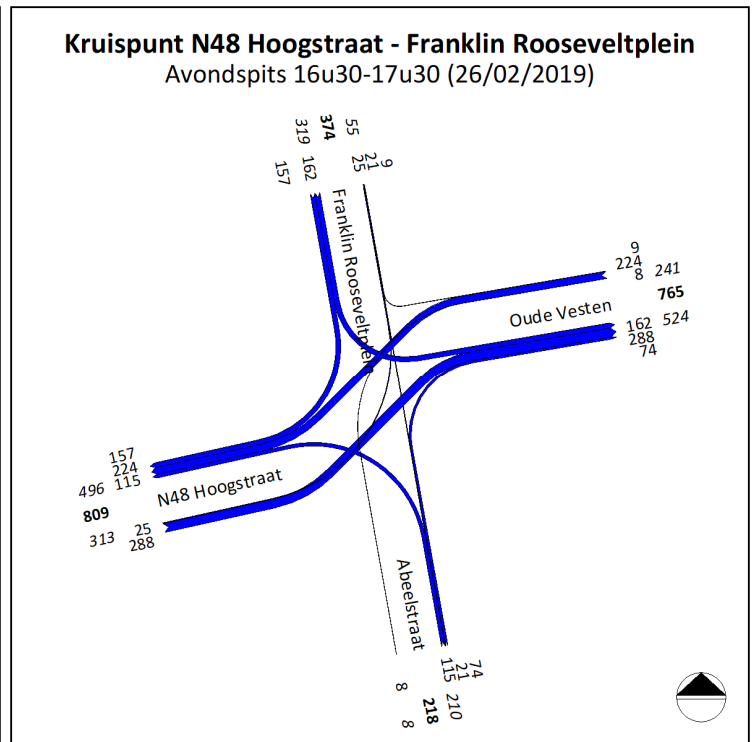 Kruispunt N48 Hoogstraat - Franklin Rooseveltplein
Avondspits 16u30-17u30 (26/02/2019)
319 374 55
157 162 25 21 9
Franklin Rooseveltplein
9
224
8 241
765
Oude Vesten
162 524
288
74
157
224
496 115
809
313 25
288
N48 Hoogstraat
Abeelstraat
115 21 74
8
8 218 210